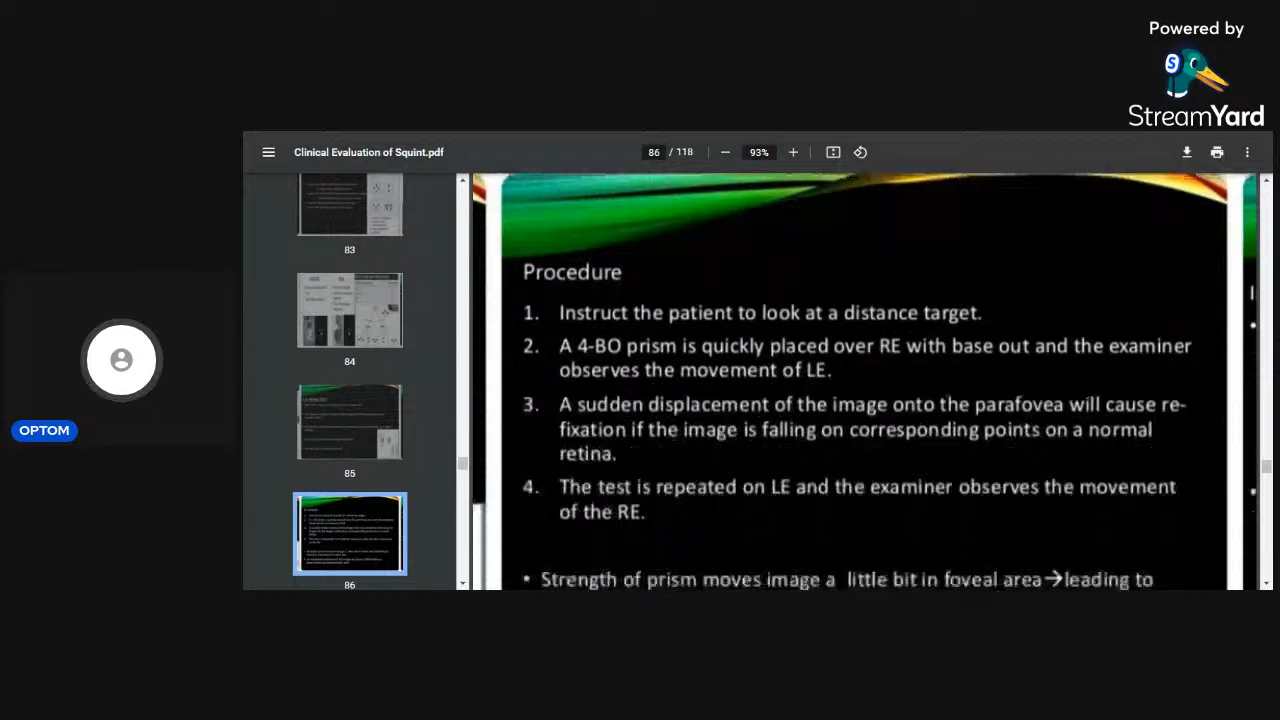 Powered by
S
StreamYard
Clinical Evaluation of Squint.pdf
86 / 118
93%
83
84
85
86
OPTOM
Procedure
1. Instruct the patient to look at a distance target.
2. A 4-BO prism is quickly placed over RE with base out and the examiner
observes the movement of LE.
3. A sudden displacement of the image onto the parafovea will cause re-
fixation if the image is falling on corresponding points on a normal
retina.
4. The test is repeated on LE and the examiner observes the movement
of the RE.
• Strength of prism moves image a little bit in foveal area→leading to